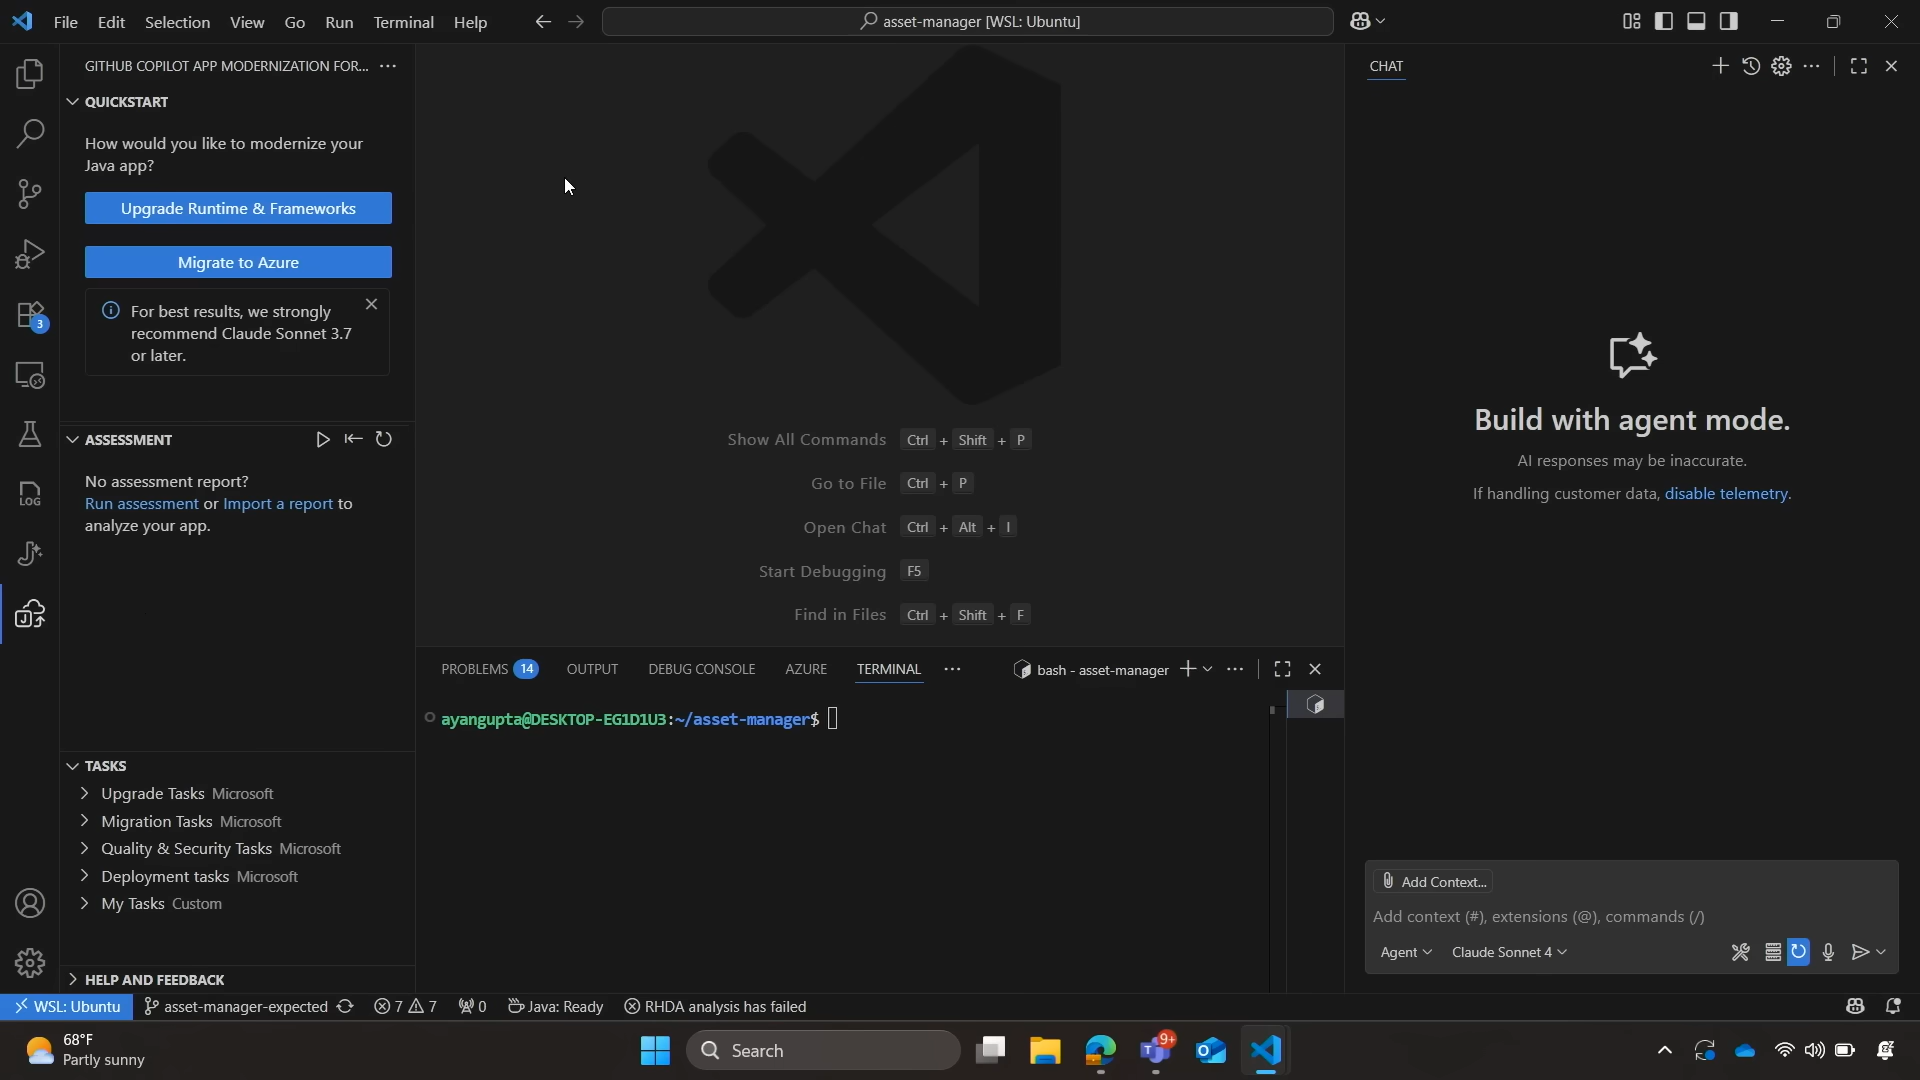 File Edit Selection View Go Run Terminal Help
asset-manager [WSL: Ubuntu]
GITHUB COPILOT APP MODERNIZATION FOR...
QUICKSTART
How would you like to modernize your
Java app?
Upgrade Runtime & Frameworks
Migrate to Azure
For best results, we strongly
recommend Claude Sonnet 3.7
or later.
3
ASSESSMENT
No assessment report?
Run assessment or Import a report to
analyze your app.
LOG
TASKS
Upgrade Tasks Microsoft
Migration Tasks Microsoft
Quality & Security Tasks Microsoft
Deployment tasks Microsoft
My Tasks Custom
HELP AND FEEDBACK
Show All Commands Ctrl + Shift + P
Go to File Ctrl + P
Open Chat Ctrl + Alt + I
Start Debugging F5
Find in Files Ctrl + Shift + F
PROBLEMS 14 OUTPUT DEBUG CONSOLE AZURE TERMINAL
bash - asset-manager
ayangupta@DESKTOP-EG1D1U3:~/asset-manager$
CHAT
Build with agent mode.
AI responses may be inaccurate.
If handling customer data, disable telemetry.
Add Context...
Add context (#), extensions (@), commands (/)
Agent Claude Sonnet 4
WSL: Ubuntu asset-manager-expected 7 7 0 Java: Ready RHDA analysis has failed
68°F
Partly sunny
Search
9+